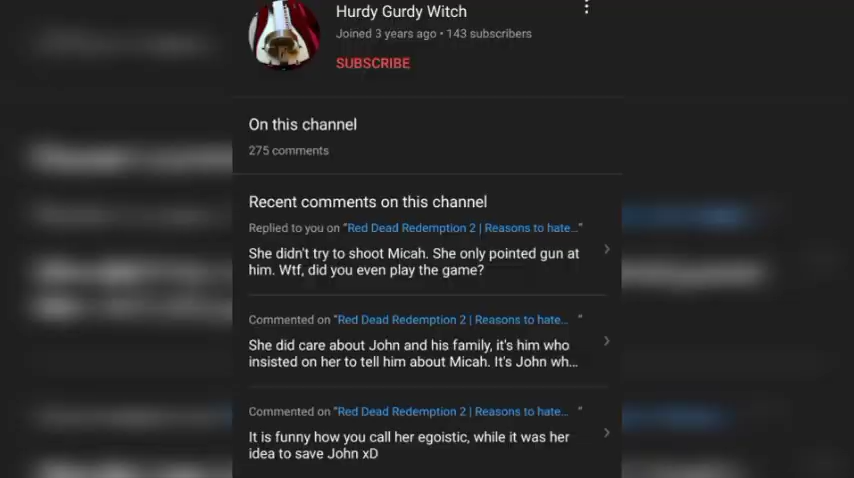 Hurdy Gurdy Witch
Joined 3 years ago • 143 subscribers
SUBSCRIBE
On this channel
275 comments
Recent comments on this channel
Replied to you on "Red Dead Redemption 2 | Reasons to hate..."
She didn't try to shoot Micah. She only pointed gun at
him. Wtf, did you even play the game?
Commented on "Red Dead Redemption 2 | Reasons to hate... "
She did care about John and his family, it's him who
insisted on her to tell him about Micah. It's John wh...
Commented on "Red Dead Redemption 2 | Reasons to hate... "
It is funny how you call her egoistic, while it was her
idea to save John xD